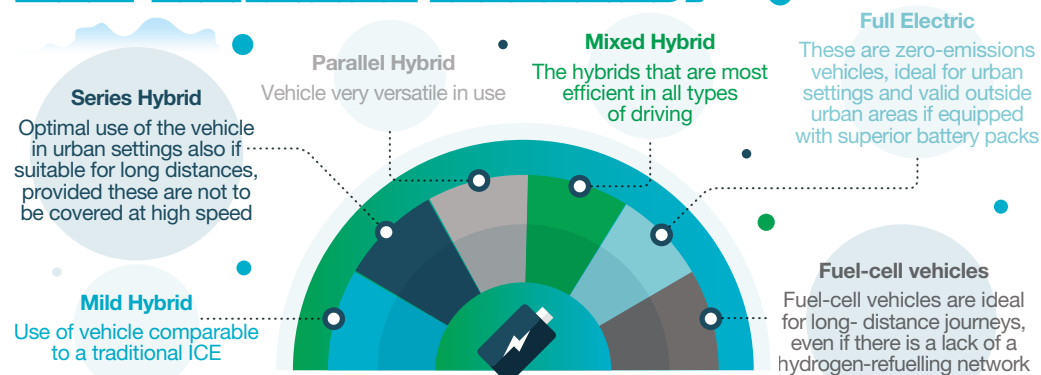 Full Electric
These are zero-emissions
vehicles, ideal for urban
settings and valid outside
urban areas if equipped
with superior battery packs
Mixed Hybrid
The hybrids that are most
efficient in all types
of driving
Parallel Hybrid
Vehicle very versatile in use
Series Hybrid
Optimal use of the vehicle
in urban settings also if
suitable for long distances,
provided these are not to
be covered at high speed
Mild Hybrid
Use of vehicle comparable
to a traditional ICE
Fuel-cell vehicles
Fuel-cell vehicles are ideal
for long- distance journeys,
even if there is a lack of a
hydrogen-refuelling network